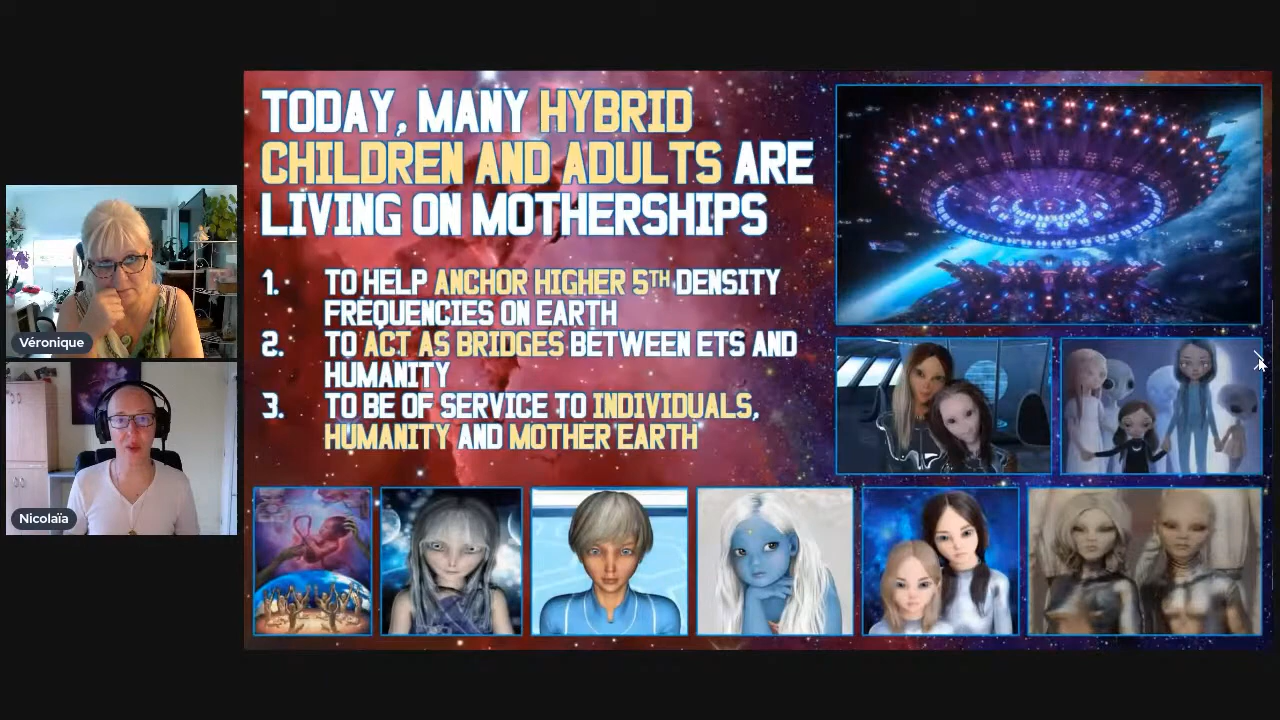 TODAY, MANY HYBRID
CHILDREN AND ADULTS ARE
LIVING ON MOTHERSHIPS
1. TO HELP ANCHOR HIGHER 5TH DENSITY
FREQUENCIES ON EARTH
2. TO ACT AS BRIDGES BETWEEN ETS AND
HUMANITY
3. TO BE OF SERVICE TO INDIVIDUALS,
HUMANITY AND MOTHER EARTH
Véronique
Nicolaïa